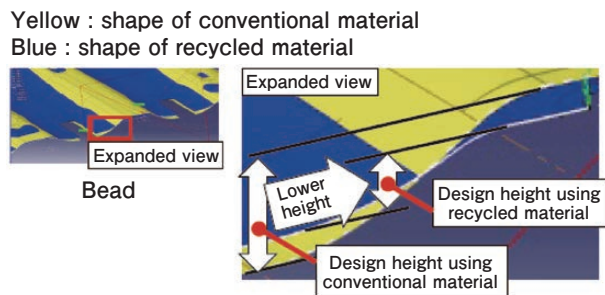 Yellow : shape of conventional material
Blue : shape of recycled material
Expanded view
Bead
Expanded view
Lower
height
Design height using
recycled material
Design height using
conventional material